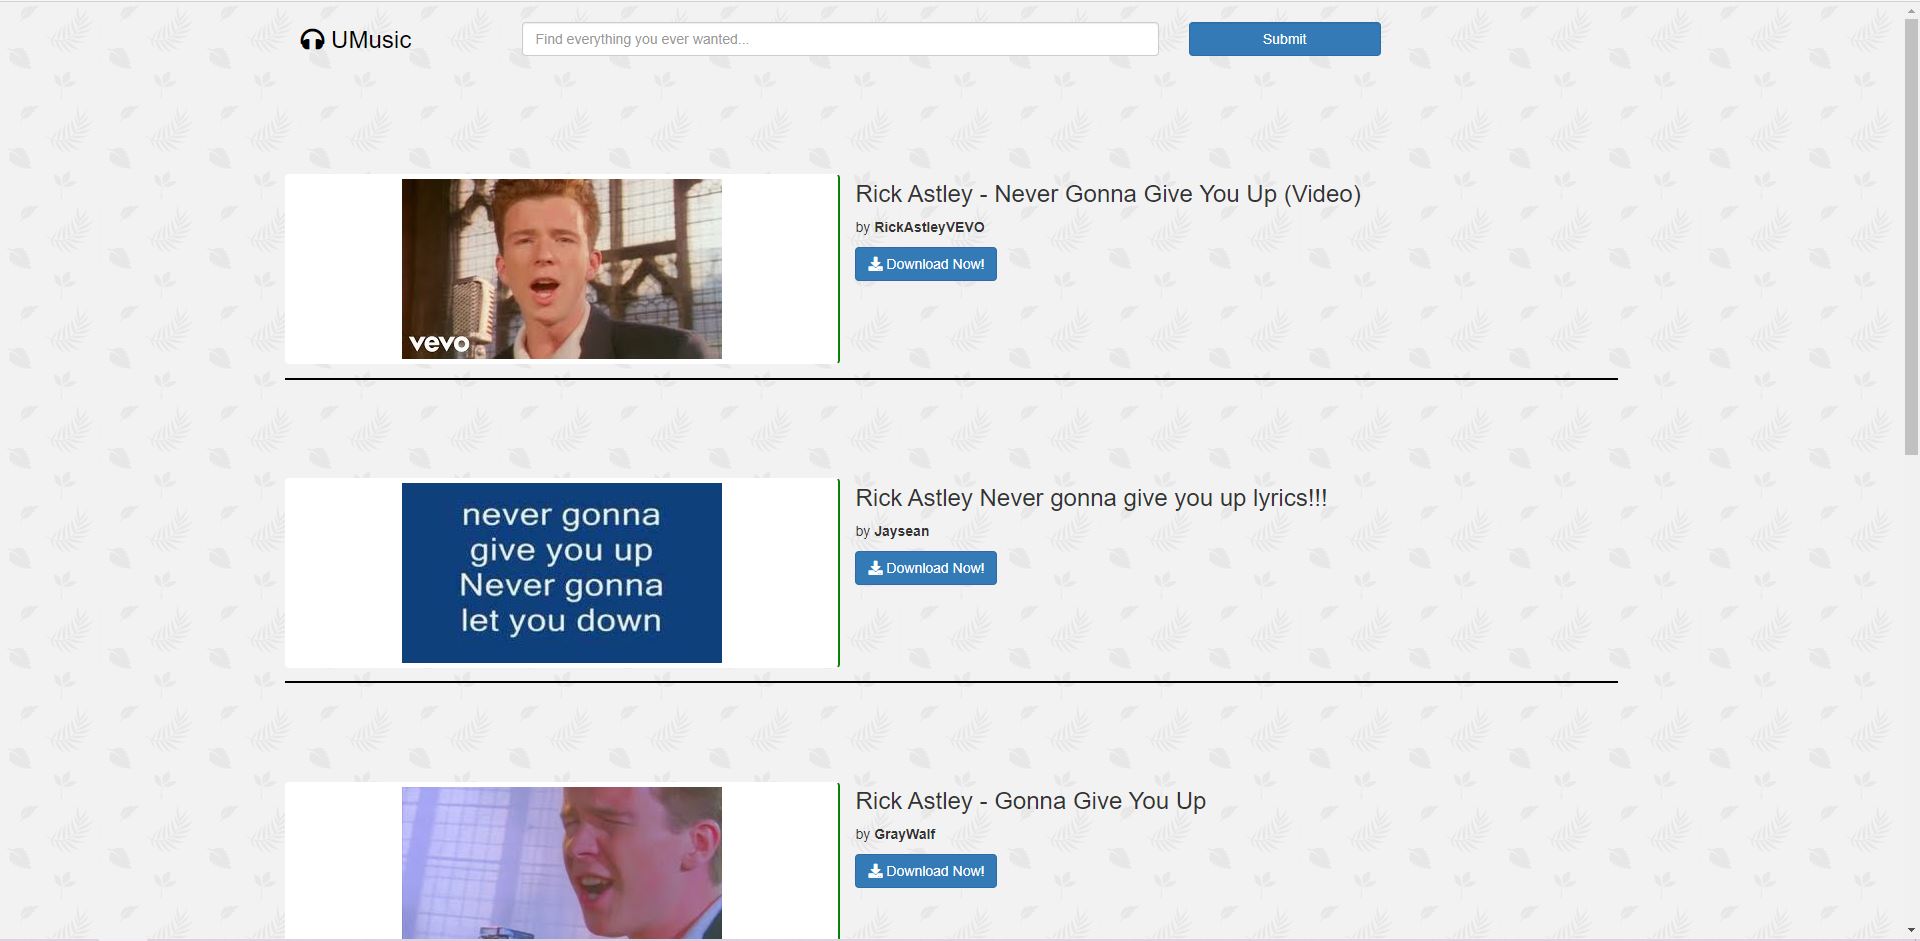 UMusic
Find everything you ever wanted...
Submit
vevo
Rick Astley - Never Gonna Give You Up (Video)
by RickAstleyVEVO
Download Now!
never gonna
give you up
Never gonna
let you down
Rick Astley Never gonna give you up lyrics!!!
by Jaysean
Download Now!
Rick Astley - Gonna Give You Up
by GrayWalf
Download Now!